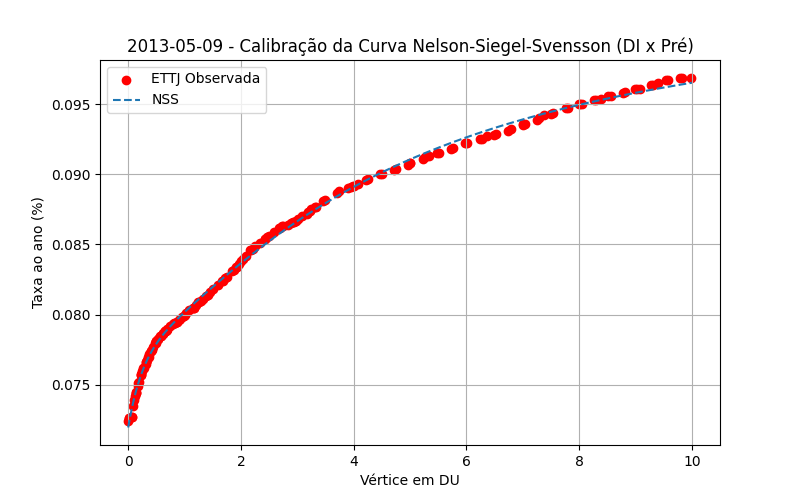 2013-05-09 - Calibração da Curva Nelson-Siegel-Svensson (DI x Pré)
ETTJ Observada
NSS
Taxa ao ano (%)
0.095
0.090
0.085
0.080
0.075
0 2 4 6 8 10
Vértice em DU